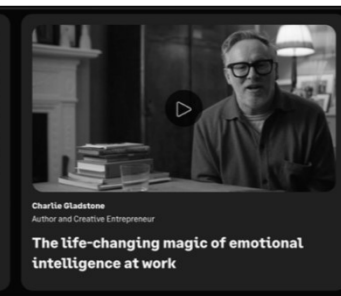 Charlie Gladstone
Author and Creative Entrepreneur
The life-changing magic of emotional
intelligence at work